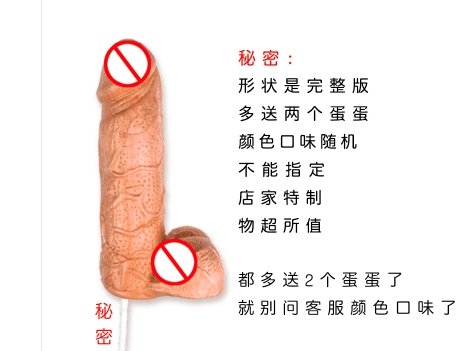 秘密：
形状是完整版
多送两个蛋蛋
颜色口味随机
不能指定
店家特制
物超所值
都多送2个蛋蛋了
就别问客服颜色口味了
秘密